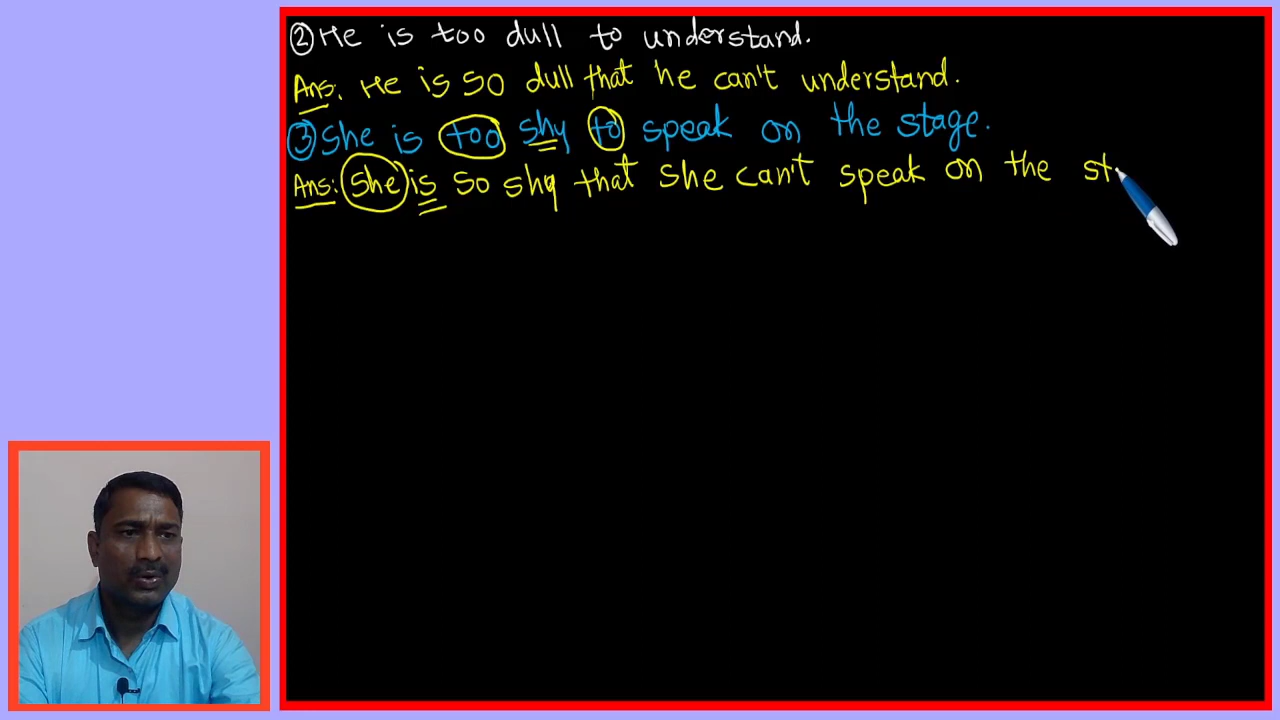 ② He is too dull to understand.
Ans: He is so dull that he can't understand.
③ She is too shy to speak on the stage.
Ans: She is so shy that she can't speak on the st